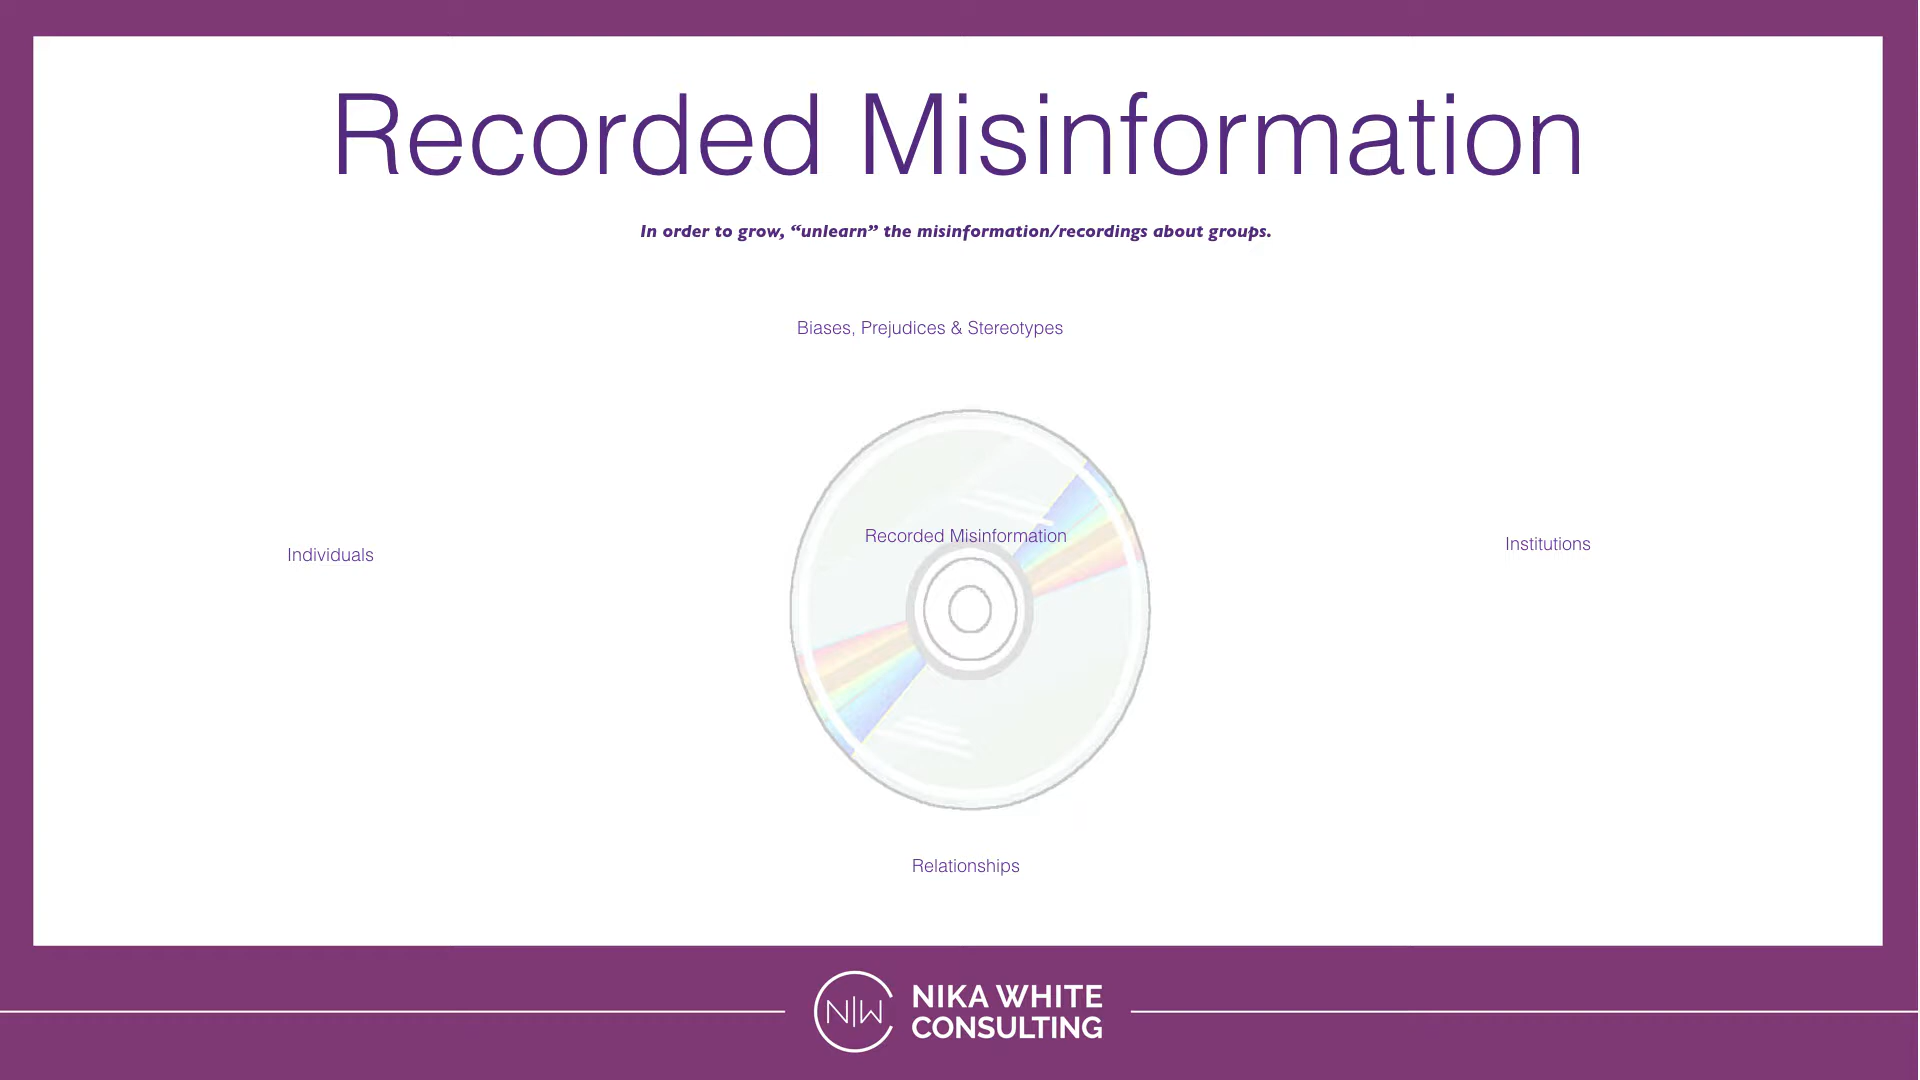 Recorded Misinformation
In order to grow, “unlearn” the misinformation/recordings about groups.
Biases, Prejudices & Stereotypes
Recorded Misinformation
Individuals
Institutions
Relationships
N|W
NIKA WHITE
CONSULTING